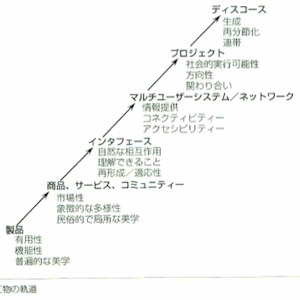 ディスコース
生成
再分節化
連帯
プロジェクト
社会的実行可能性
方向性
関わり合い
マルチユーザーシステム/ネットワーク
情報提供
コネクティビティー
アクセシビリティー
インタフェース
自然な相互作用
理解できること
再形成/適応性
商品、サービス、コミュニティー
市場性
象徴的な多様性
民俗的で局所な美学
製品
有用性
機能性
普遍的な美学
物の軌道